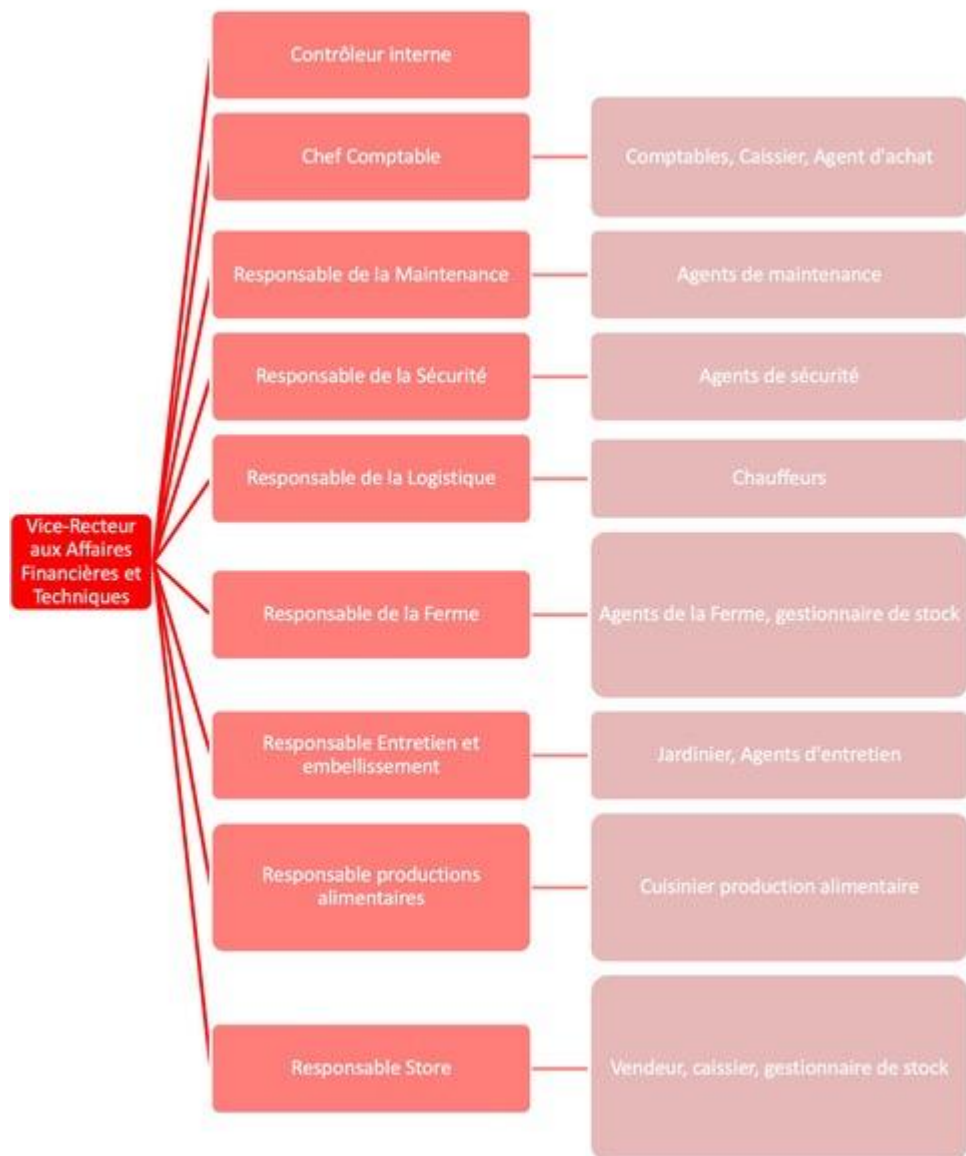 Contrôleur interne
Chef Comptable
Comptables, Caissier, Agent d'achat
Responsable de la Maintenance
Agents de maintenance
Responsable de la Sécurité
Agents de sécurité
Responsable de la Logistique
Chauffeurs
Vice-Recteur
aux Affaires
Financières et
Techniques
Responsable de la Ferme
Agents de la Ferme, gestionnaire de stock
Responsable Entretien et
embellissement
Jardinier, Agents d'entretien
Responsable productions
alimentaires
Cuisinier production alimentaire
Responsable Store
Vendeur, caissier, gestionnaire de stock